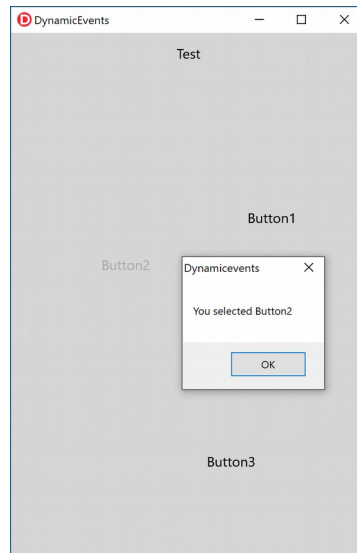 DynamicEvents
Test
Button1
Button2
Dynamicevents
You selected Button2
OK
Button3